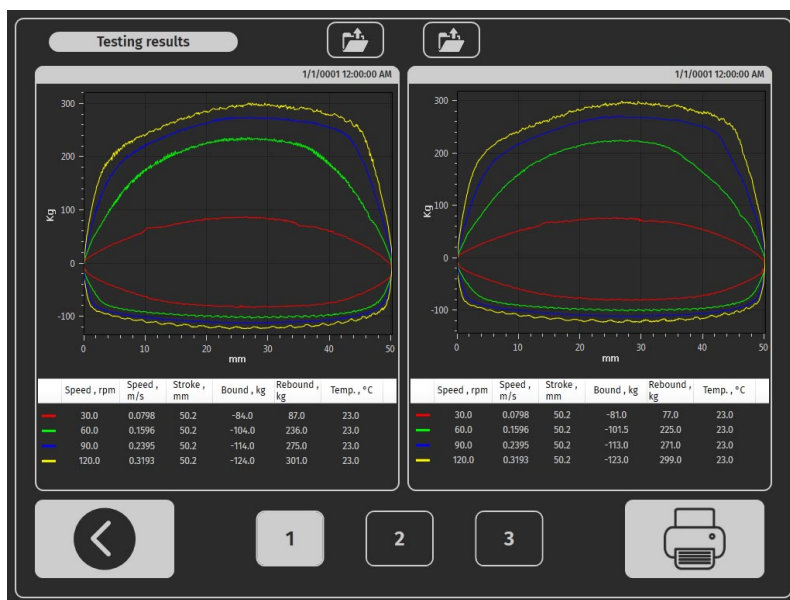 Testing results
1/1/0001 12:00:00 AM
300
200
100
0
-100
Kg
0 10 20 30 40 50
mm
Speed , rpm Speed , m/s Stroke , mm Bound , kg Rebound , kg Temp. , °C
30.0 0.0798 50.2 -84.0 87.0 23.0
60.0 0.1596 50.2 -104.0 236.0 23.0
90.0 0.2395 50.2 -114.0 275.0 23.0
120.0 0.3193 50.2 -124.0 301.0 23.0
1/1/0001 12:00:00 AM
300
200
100
0
-100
Kg
0 10 20 30 40 50
mm
Speed , rpm Speed , m/s Stroke , mm Bound , kg Rebound , kg Temp. , °C
30.0 0.0798 50.2 -81.0 77.0 23.0
60.0 0.1596 50.2 -101.5 225.0 23.0
90.0 0.2395 50.2 -113.0 271.0 23.0
120.0 0.3193 50.2 -123.0 299.0 23.0
1 2 3